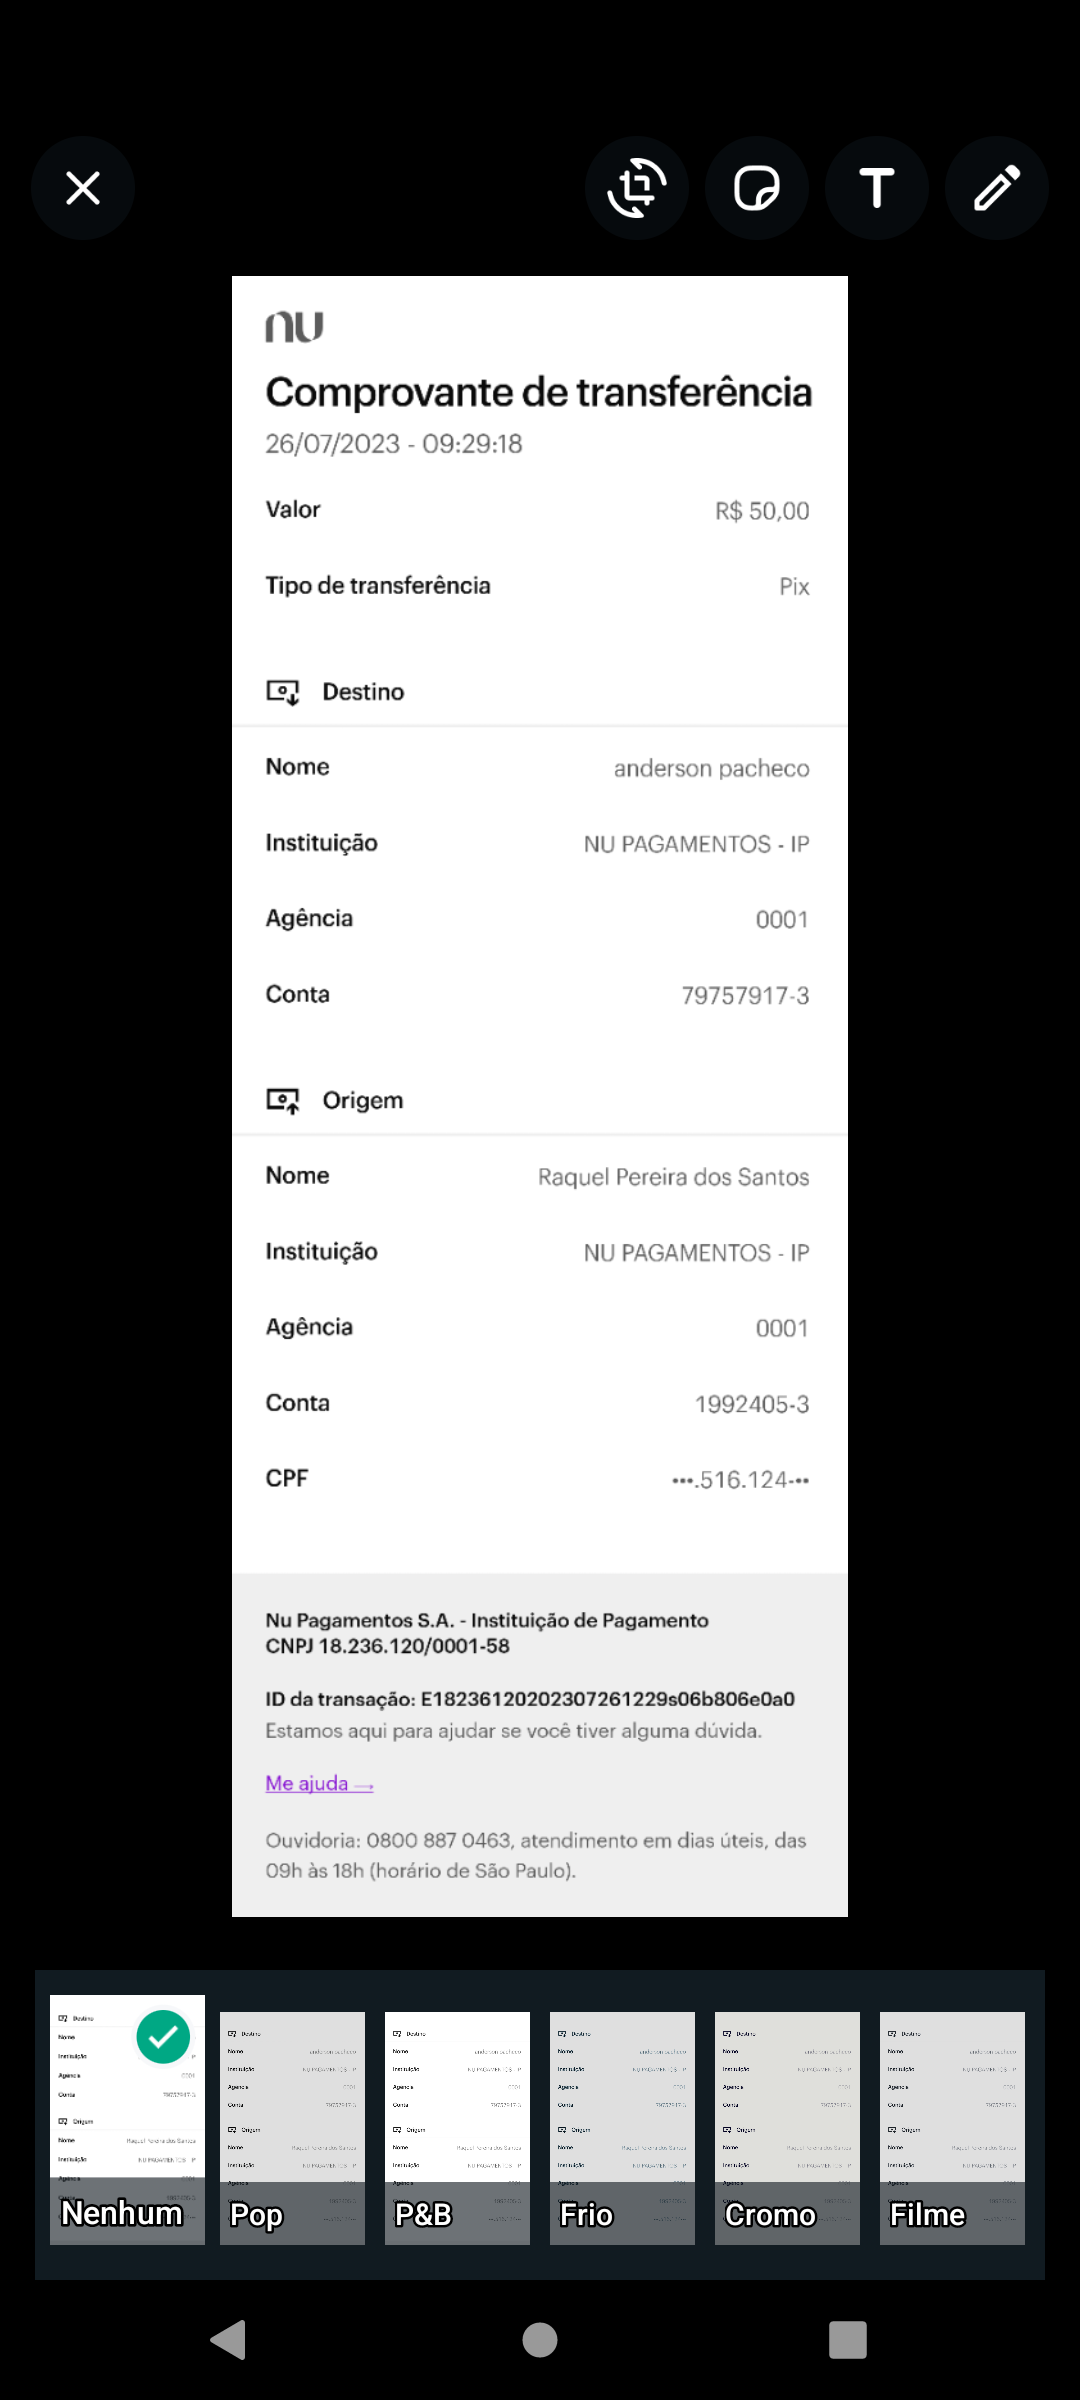 nu
Comprovante de transferência
26/07/2023 - 09:29:18
Valor R$ 50,00
Tipo de transferência Pix
Destino
Nome anderson pacheco
Instituição NU PAGAMENTOS - IP
Agência 0001
Conta 79757917-3
Origem
Nome Raquel Pereira dos Santos
Instituição NU PAGAMENTOS - IP
Agência 0001
Conta 1992405-3
CPF •••.516.124-••
Nu Pagamentos S.A. - Instituição de Pagamento
CNPJ 18.236.120/0001-58
ID da transação: E18236120202307261229s06b806e0a0
Estamos aqui para ajudar se você tiver alguma dúvida.
Me ajuda →
Ouvidoria: 0800 887 0463, atendimento em dias úteis, das
09h às 18h (horário de São Paulo).
Nenhum Pop P&B Frio Cromo Filme